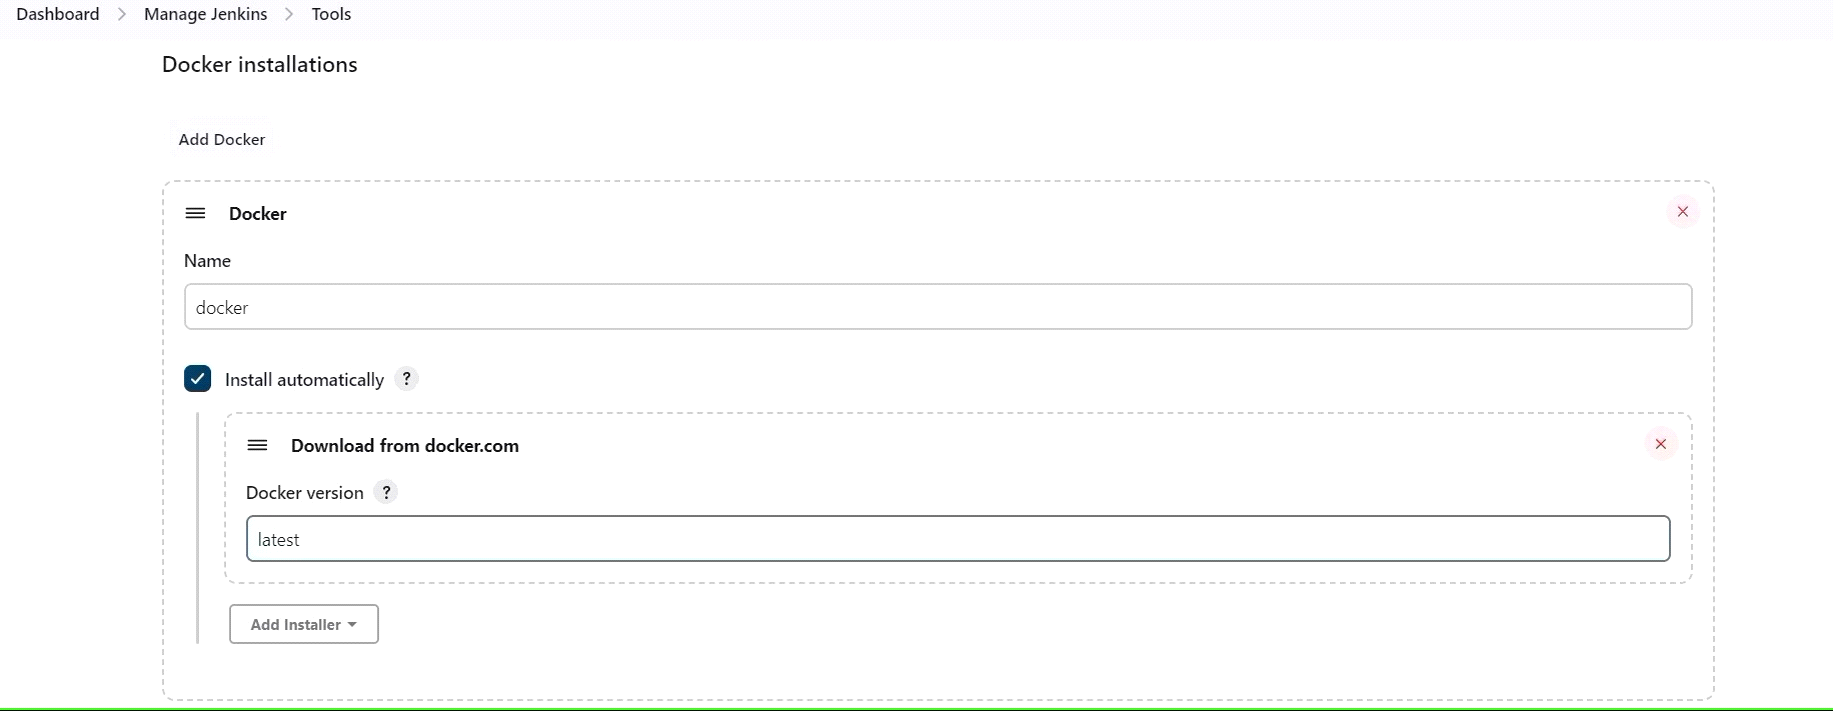 Dashboard > Manage Jenkins > Tools
Docker installations
Add Docker
Docker
Name
docker
Install automatically ?
Download from docker.com
Docker version ?
latest
Add Installer